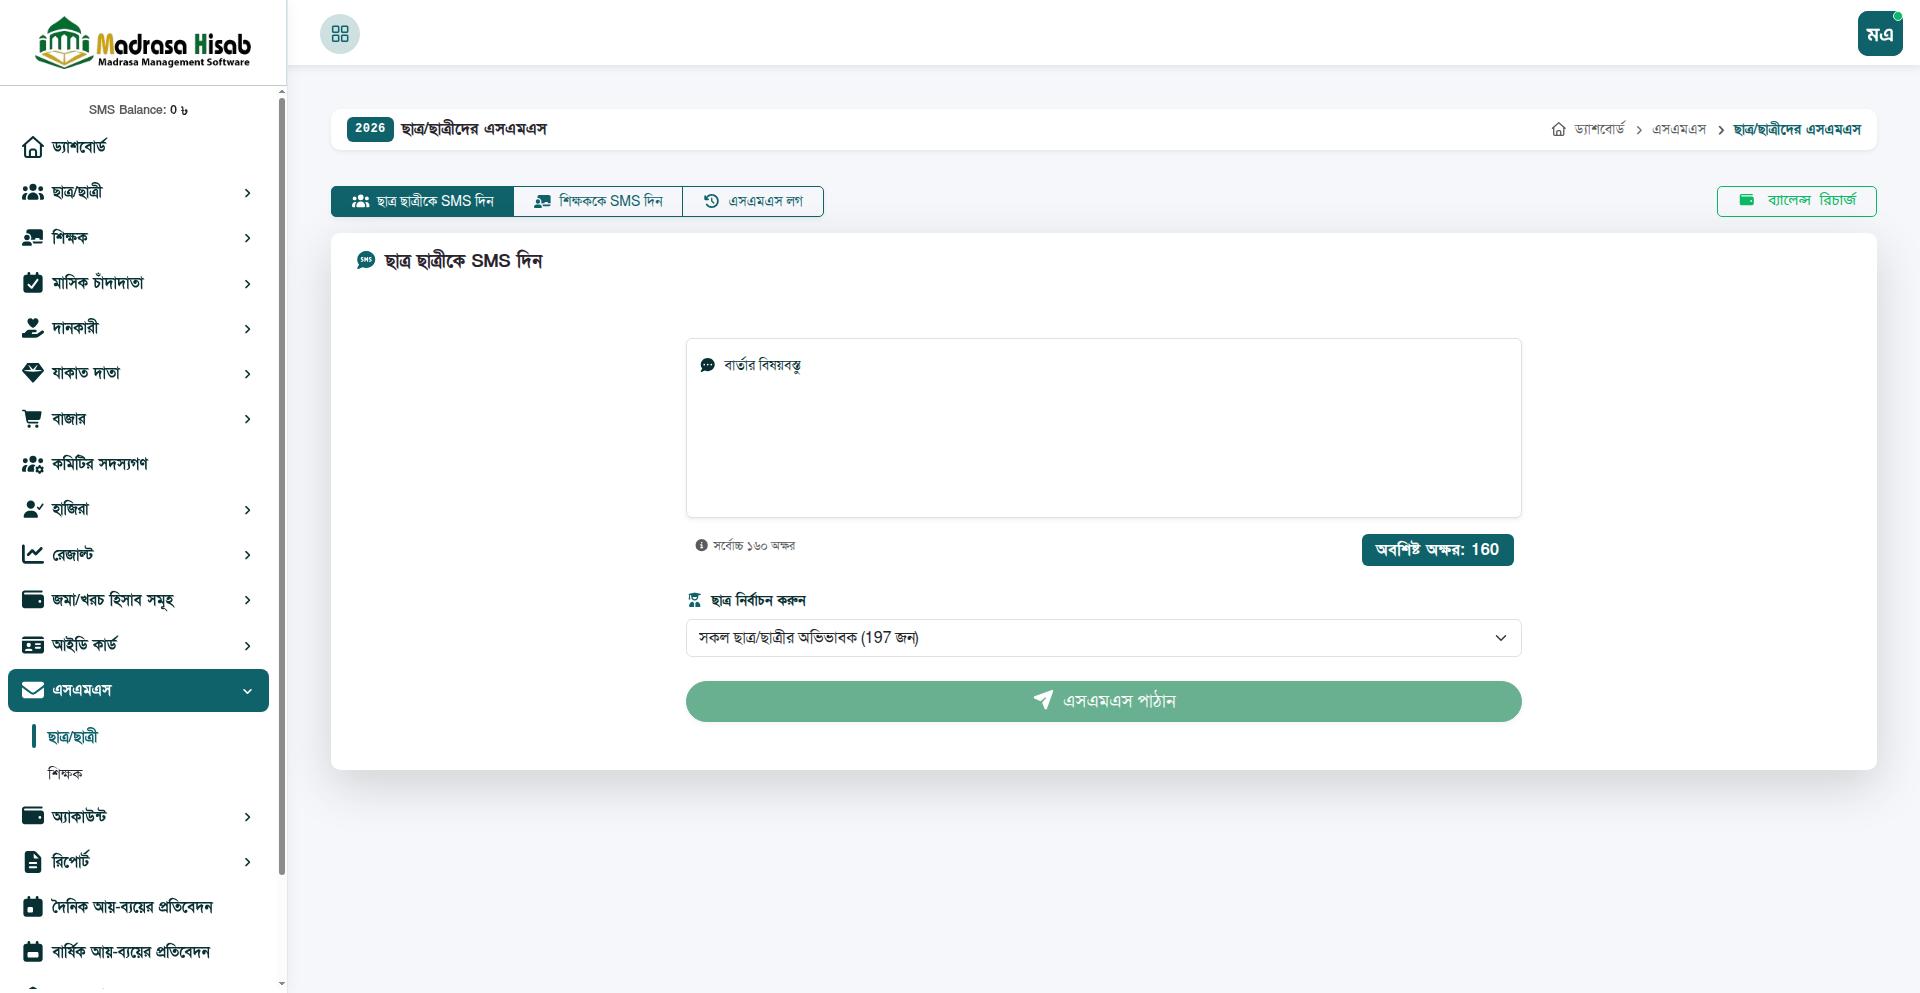 Madrasa Hisab
Madrasa Management Software
মএ
SMS Balance: 0 ৳
ড্যাশবোর্ড
ছাত্র/ছাত্রী
শিক্ষক
মাসিক চাঁদাদাতা
দানকারী
যাকাত দাতা
বাজার
কমিটির সদস্যগণ
হাজিরা
রেজাল্ট
জমা/খরচ হিসাব সমূহ
আইডি কার্ড
এসএমএস
ছাত্র/ছাত্রী
শিক্ষক
অ্যাকাউন্ট
রিপোর্ট
দৈনিক আয়-ব্যয়ের প্রতিবেদন
বার্ষিক আয়-ব্যয়ের প্রতিবেদন
2026 ছাত্র/ছাত্রীদের এসএমএস
ড্যাশবোর্ড > এসএমএস > ছাত্র/ছাত্রীদের এসএমএস
ছাত্র ছাত্রীকে SMS দিন
শিক্ষককে SMS দিন
এসএমএস লগ
ব্যালেন্স রিচার্জ
ছাত্র ছাত্রীকে SMS দিন
বার্তার বিষয়বস্তু
সর্বোচ্চ ১৬০ অক্ষর
অবশিষ্ট অক্ষর: 160
ছাত্র নির্বাচন করুন
সকল ছাত্র/ছাত্রীর অভিভাবক (197 জন)
এসএমএস পাঠান